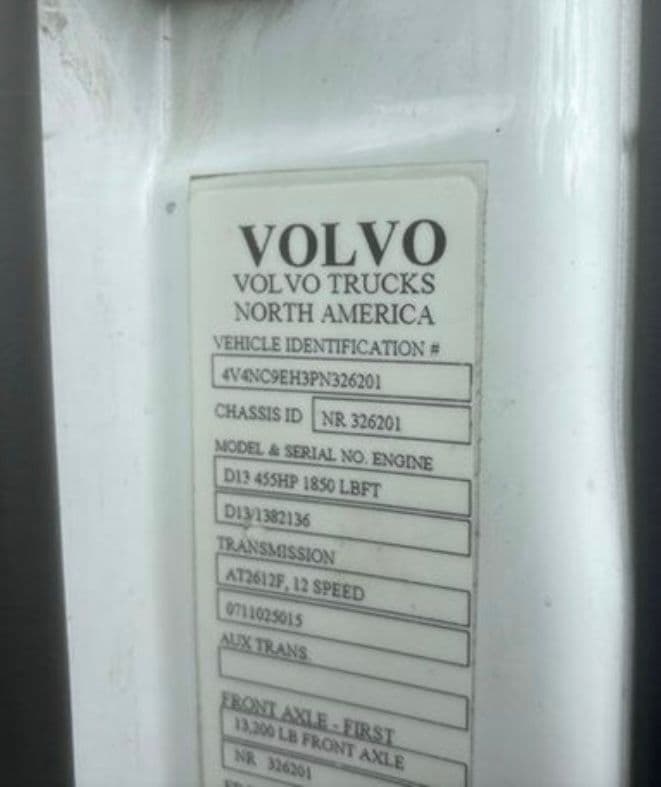 VOLVO
VOLVO TRUCKS
NORTH AMERICA
VEHICLE IDENTIFICATION #
4V4NC9EH3PN326201
CHASSIS ID NR 326201
MODEL & SERIAL NO. ENGINE
D13 455HP 1850 LBFT
D13/1382136
TRANSMISSION
AT2612F, 12 SPEED
0711025015
AUX TRANS.
FRONT AXLE - FIRST
13,200 LB FRONT AXLE
NR 326201